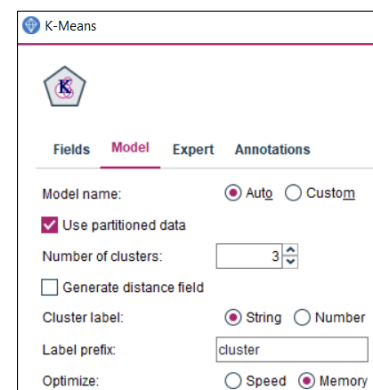 K-Means
K
Fields Model Expert Annotations
Model name: Auto Custom
Use partitioned data
Number of clusters: 3
Generate distance field
Cluster label: String Number
Label prefix: cluster
Optimize: Speed Memory